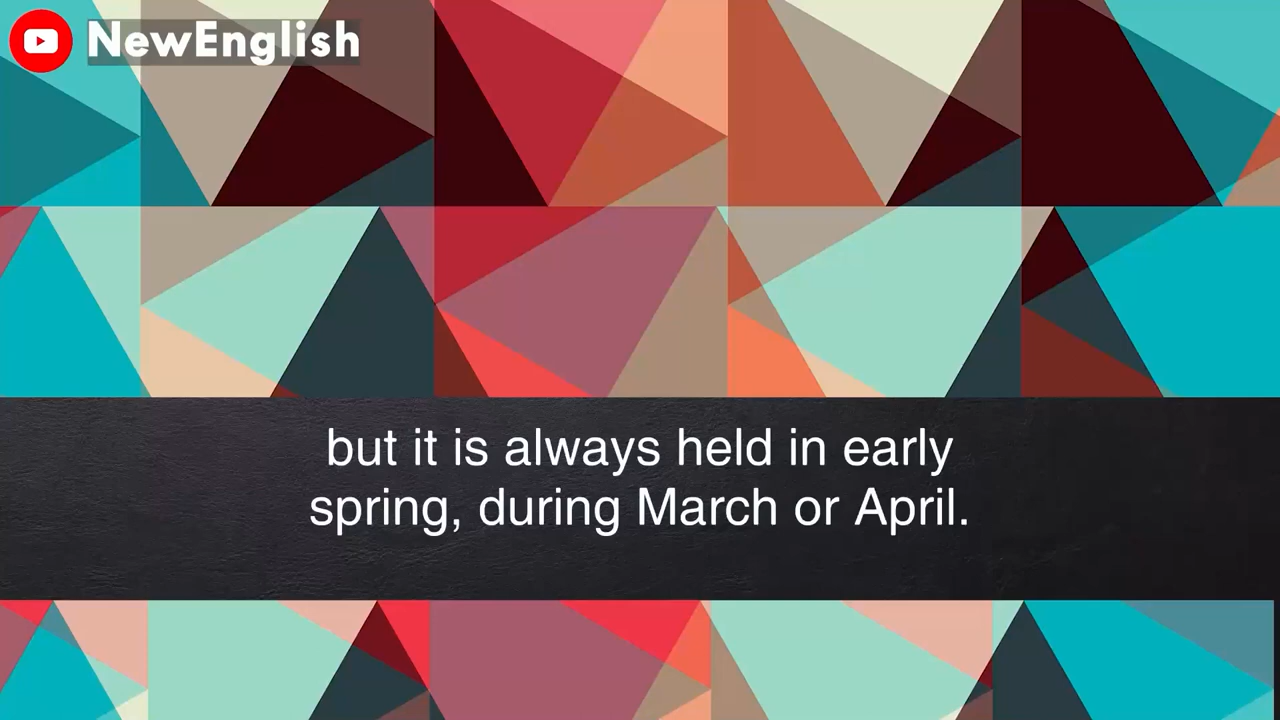 NewEnglish
but it is always held in early
spring, during March or April.